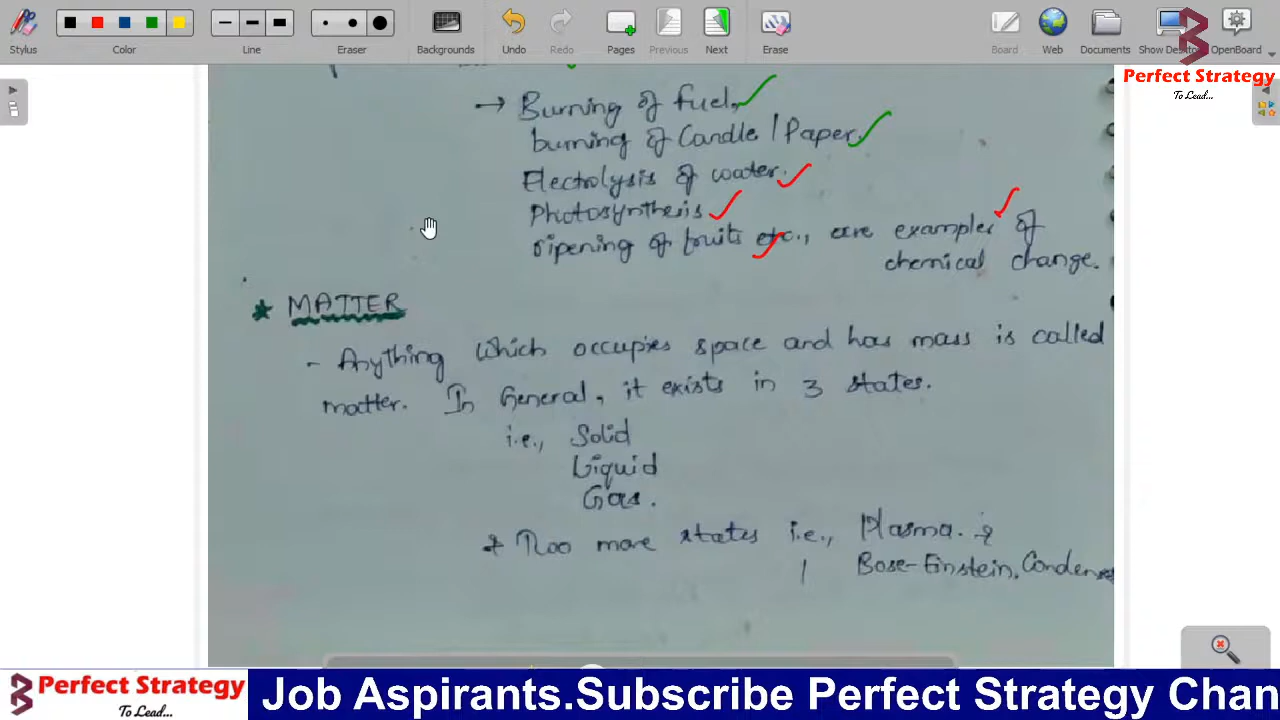 Stylus
Color
Line
Eraser
Backgrounds
Undo
Redo
Pages
Previous
Next
Erase
Board
Web
Documents
Show Desktop
OpenBoard
Perfect Strategy
To Lead...
→ Burning of fuel,
burning of Candle / Paper
Electrolysis of water.
Photosynthesis
ripening of fruits etc., are examples of
chemical change.
* MATTER
- Anything which occupies space and has mass is called
matter. In General, it exists in 3 states.
i.e., Solid
Liquid
Gas.
* Two more states i.e., Plasma. &
Bose-Einstein, Condens
Perfect Strategy
To Lead...
Job Aspirants.Subscribe Perfect Strategy Chan